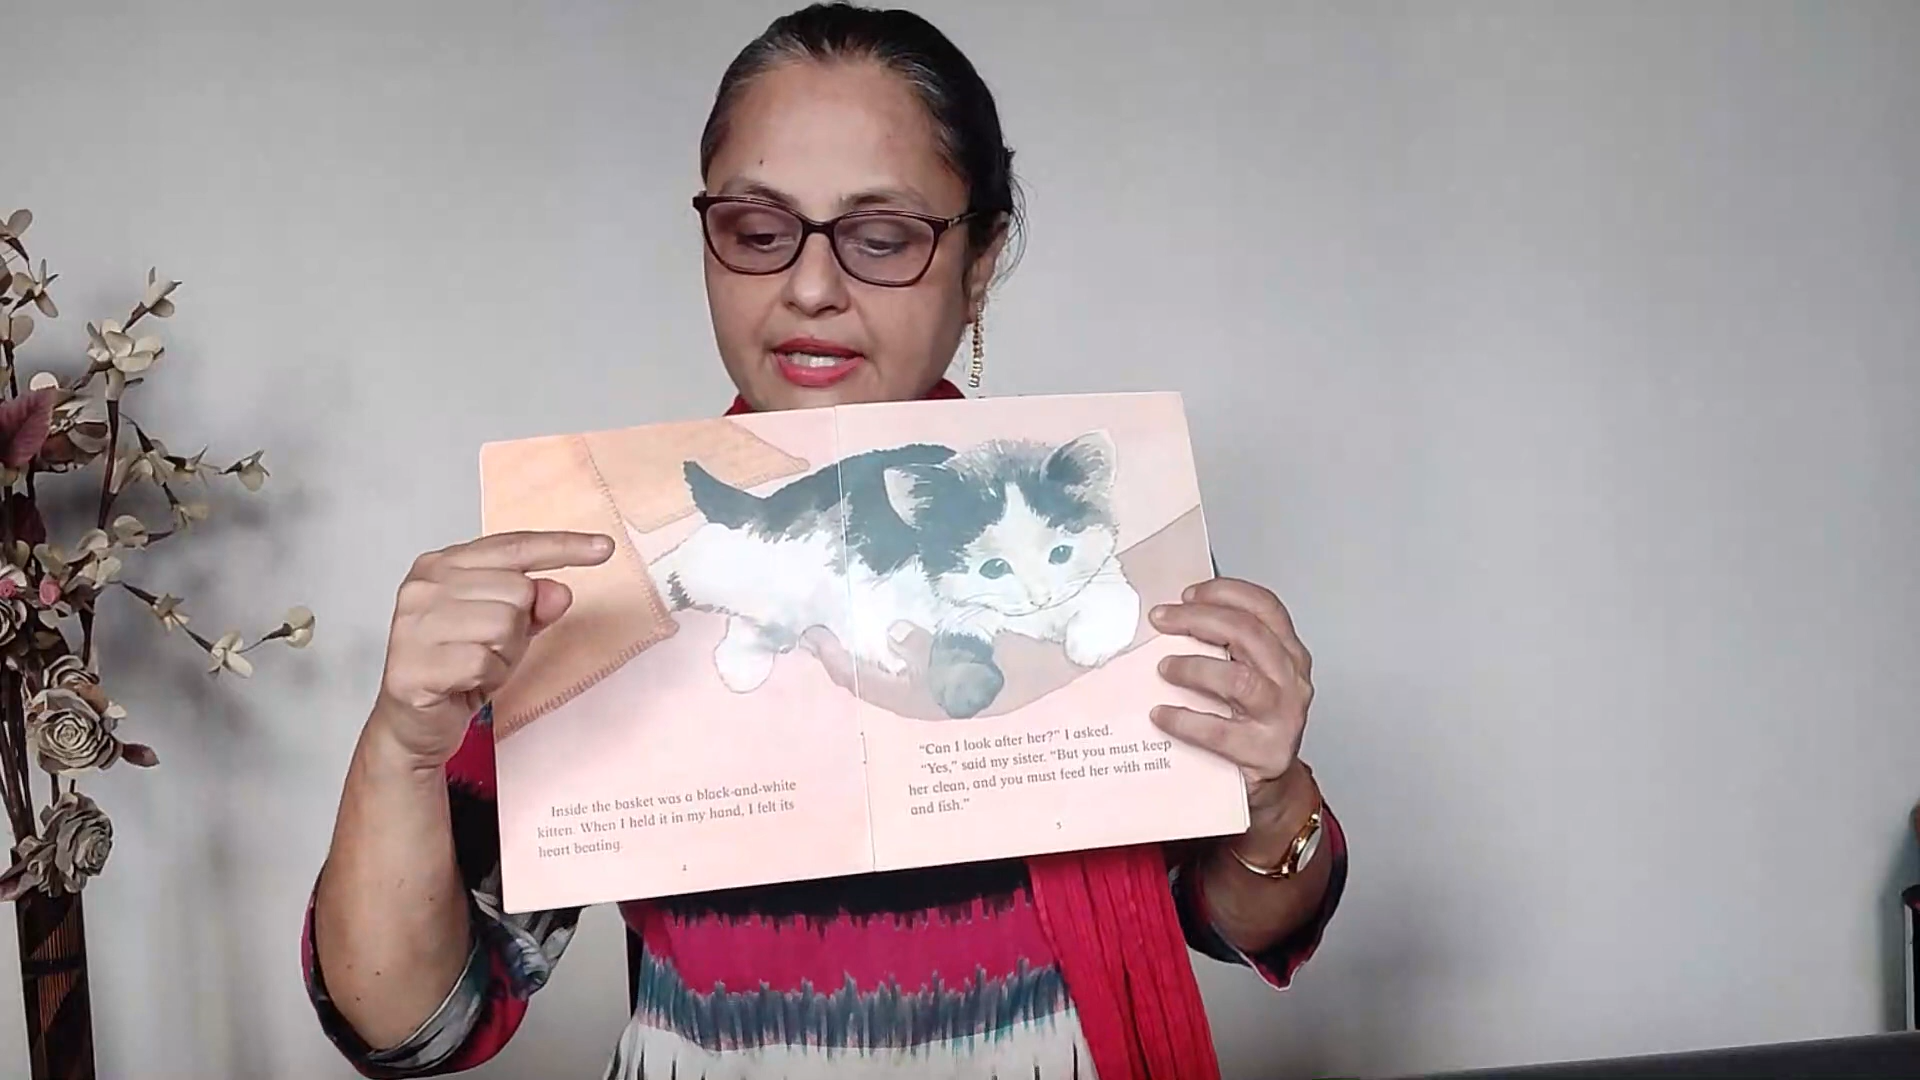 Inside the basket was a black-and-white
kitten. When I held it in my hand, I felt its
heart beating.
4
"Can I look after her?" I asked.
"Yes," said my sister. "But you must keep
her clean, and you must feed her with milk
and fish."
5